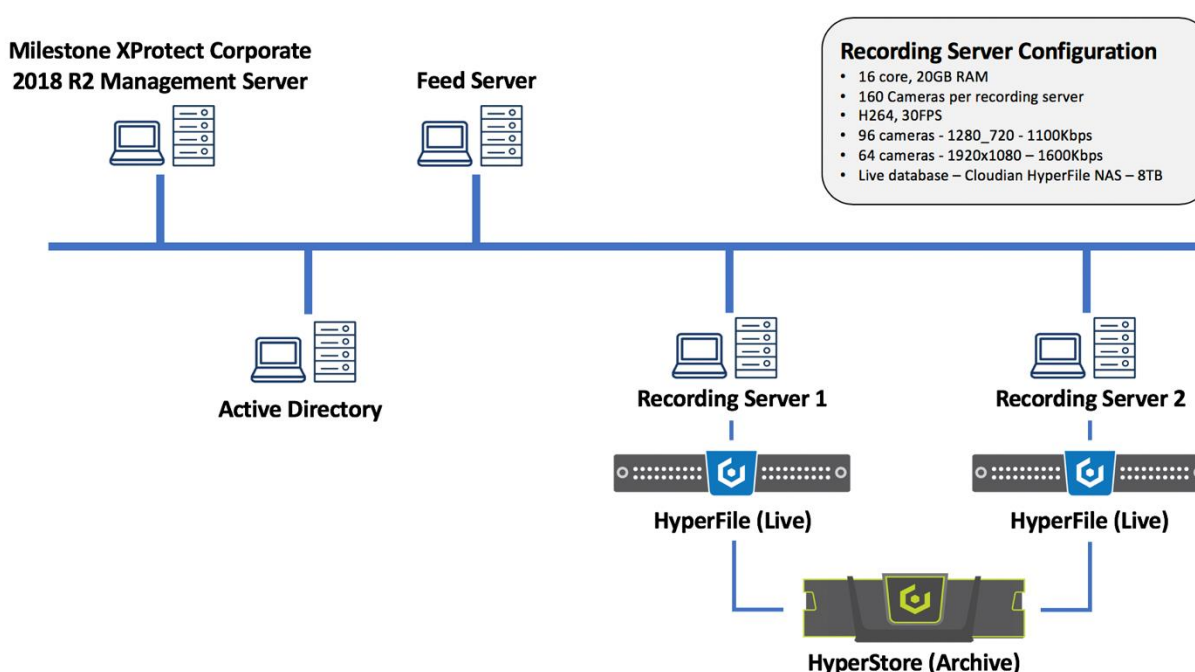 Milestone XProtect Corporate
2018 R2 Management Server
Feed Server
Recording Server Configuration
• 16 core, 20GB RAM
• 160 Cameras per recording server
• H264, 30FPS
• 96 cameras - 1280_720 - 1100Kbps
• 64 cameras - 1920x1080 – 1600Kbps
• Live database – Cloudian HyperFile NAS – 8TB
Active Directory
Recording Server 1
Recording Server 2
HyperFile (Live)
HyperFile (Live)
HyperStore (Archive)